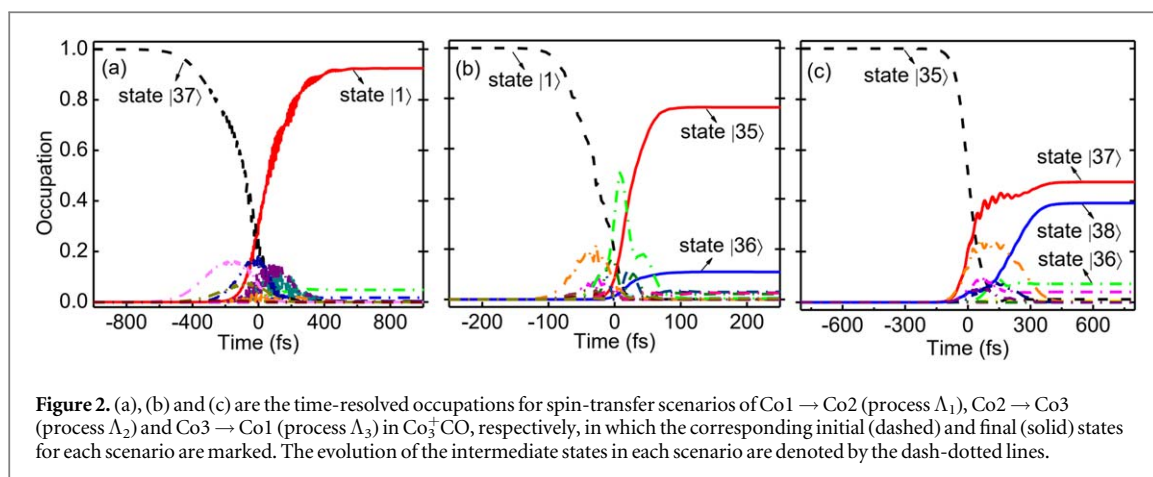 1.0
0.8
0.6
0.4
0.2
0.0
Occupation
(a)
state |37⟩
state |1⟩
-800 -400 0 400 800
Time (fs)
(b)
state |1⟩
state |35⟩
state |36⟩
-200 -100 0 100 200
Time (fs)
(c)
state |35⟩
state |37⟩
state |38⟩
state |36⟩
-600 -300 0 300 600
Time (fs)
Figure 2. (a), (b) and (c) are the time-resolved occupations for spin-transfer scenarios of Co1 → Co2 (process Λ₁), Co2 → Co3
(process Λ₂) and Co3 → Co1 (process Λ₃) in Co₃⁺CO, respectively, in which the corresponding initial (dashed) and final (solid) states
for each scenario are marked. The evolution of the intermediate states in each scenario are denoted by the dash-dotted lines.